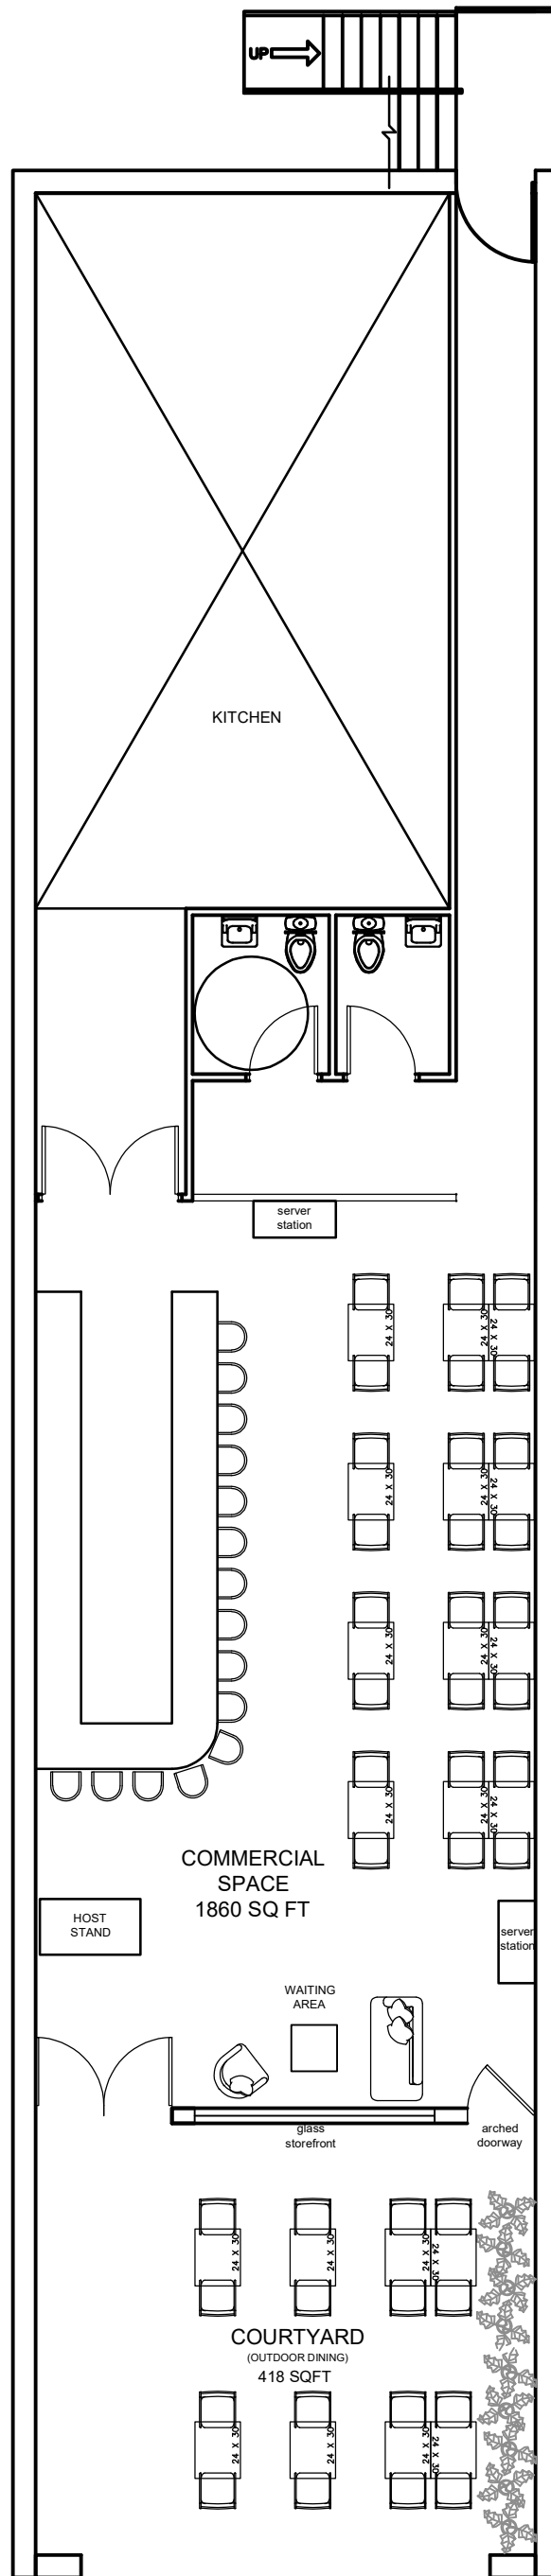 UP
KITCHEN
server
station
24 X 30
24 X 30
24 X 30
24 X 30
24 X 30
24 X 30
24 X 30
24 X 30
24 X 30
24 X 30
24 X 30
24 X 30
COMMERCIAL
SPACE
1860 SQ FT
HOST
STAND
server
station
WAITING
AREA
glass
storefront
arched
doorway
24 X 30
24 X 30
24 X 30
24 X 30
COURTYARD
(OUTDOOR DINING)
418 SQFT
24 X 30
24 X 30
24 X 30
24 X 30